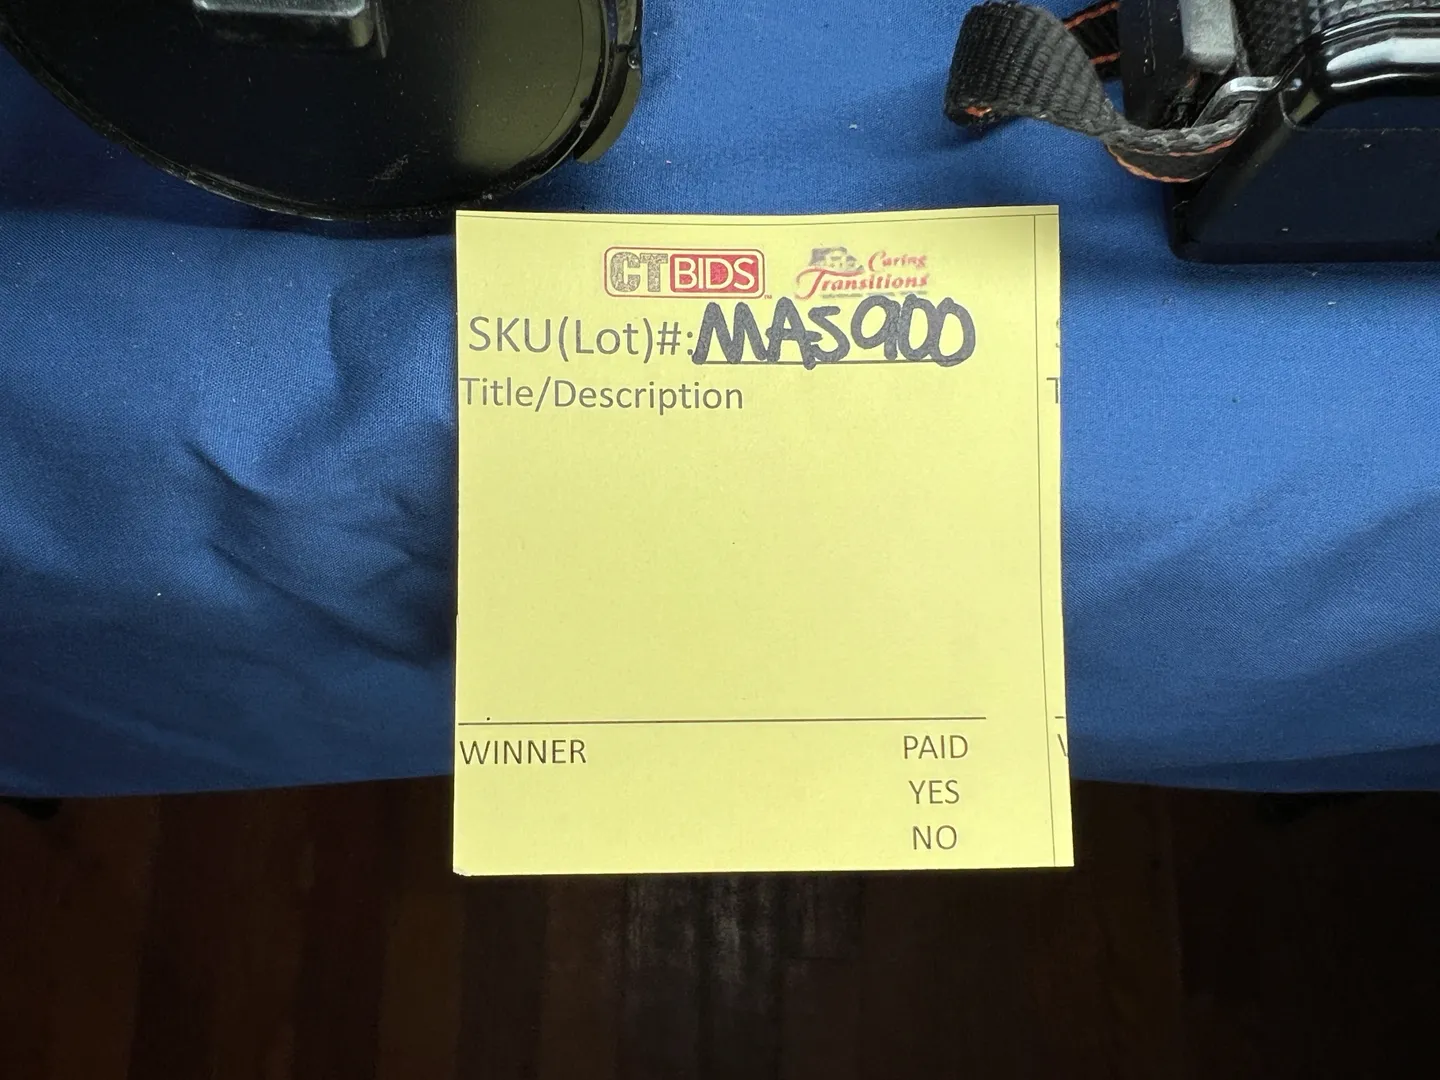 CTBIDS Caring Transitions
SKU(Lot)#: MAS900
Title/Description
WINNER PAID
YES
NO